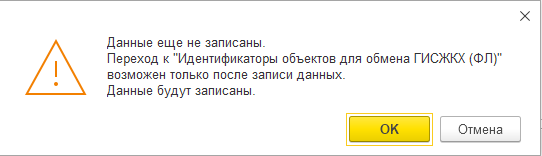 Данные еще не записаны.
Переход к "Идентификаторы объектов для обмена ГИСЖКХ (ФЛ)"
возможен только после записи данных.
Данные будут записаны.
ОК
Отмена